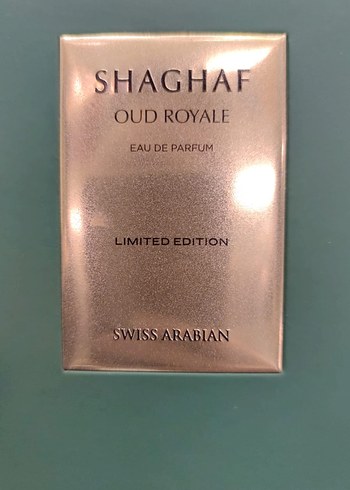 SHAGHAF
OUD ROYALE
EAU DE PARFUM
LIMITED EDITION
SWISS ARABIAN